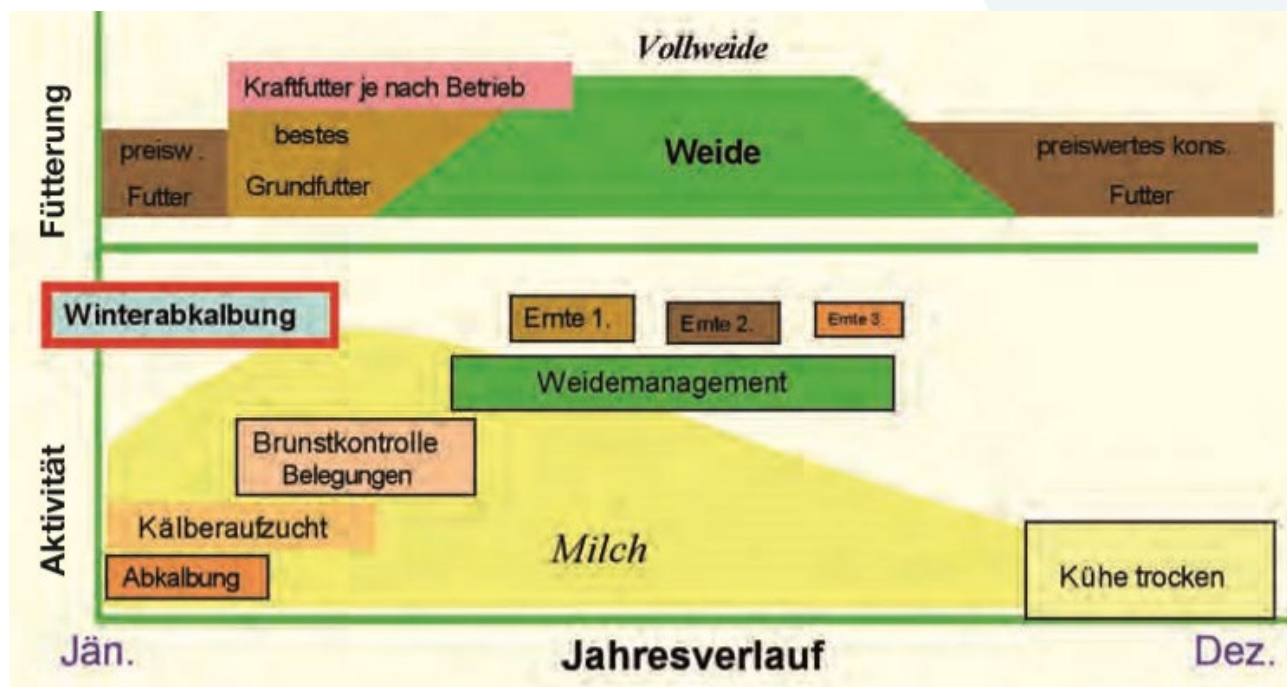 Fütterung
Vollweide
Kraftfutter je nach Betrieb
preisw.
Futter
bestes
Grundfutter
Weide
preiswertes kons.
Futter
Aktivität
Winterabkalbung
Ernte 1.
Ernte 2.
Ernte 3.
Weidemanagement
Brunstkontrolle
Belegungen
Kälberaufzucht
Milch
Abkalbung
Kühe trocken
Jän.
Jahresverlauf
Dez.